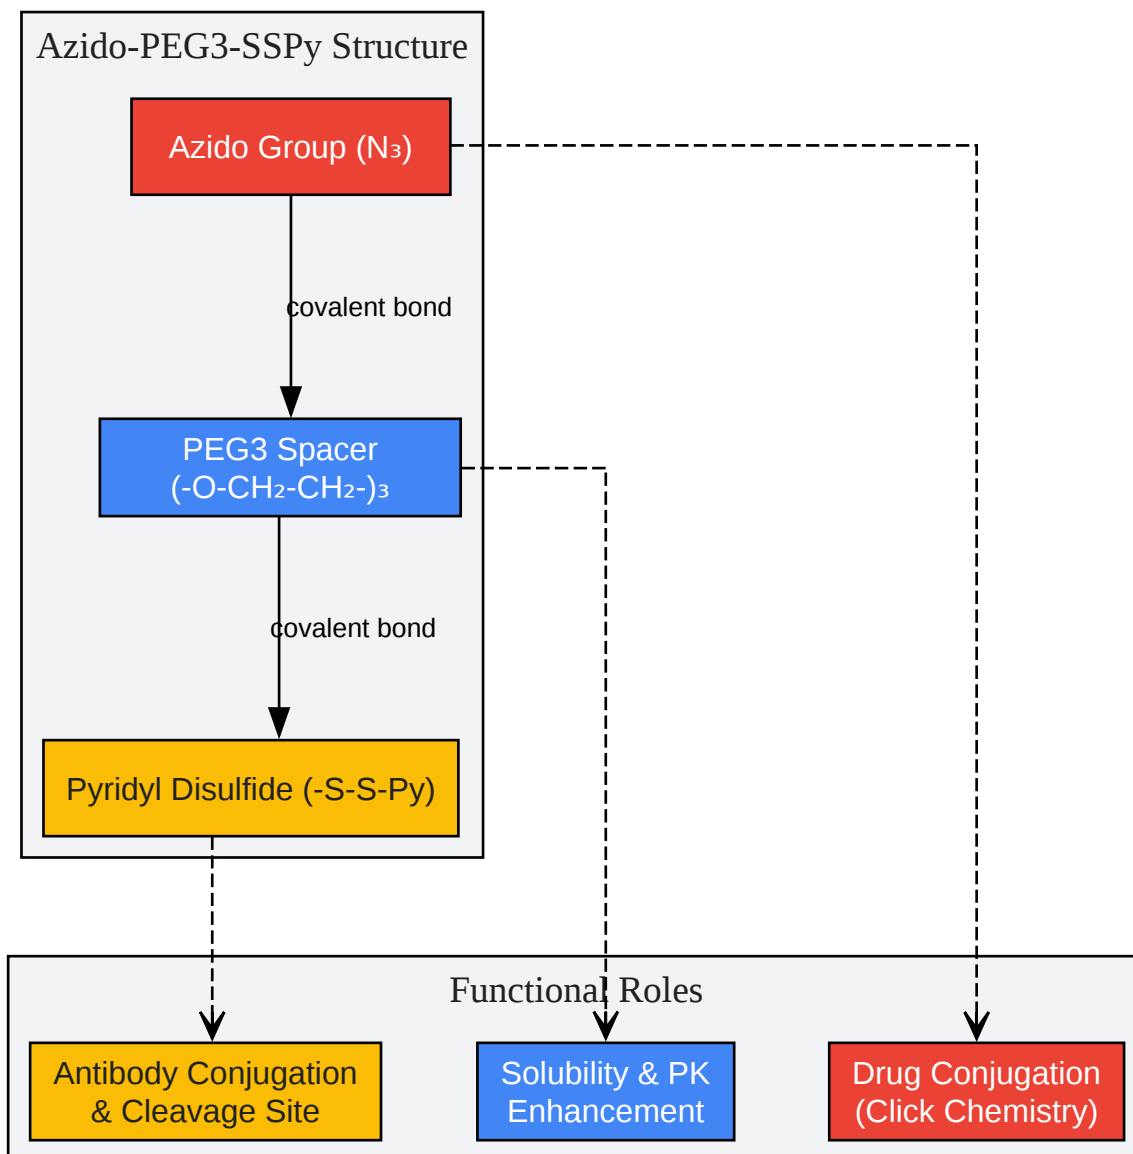 Azido-PEG3-SSPy Structure
Azido Group (N₃)
covalent bond
PEG3 Spacer
(-O-CH₂-CH₂-)₃
covalent bond
Pyridyl Disulfide (-S-S-Py)
Functional Roles
Antibody Conjugation
& Cleavage Site
Solubility & PK
Enhancement
Drug Conjugation
(Click Chemistry)